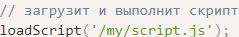 // загрузит и выполнит скрипт
loadScript('/my/script.js');